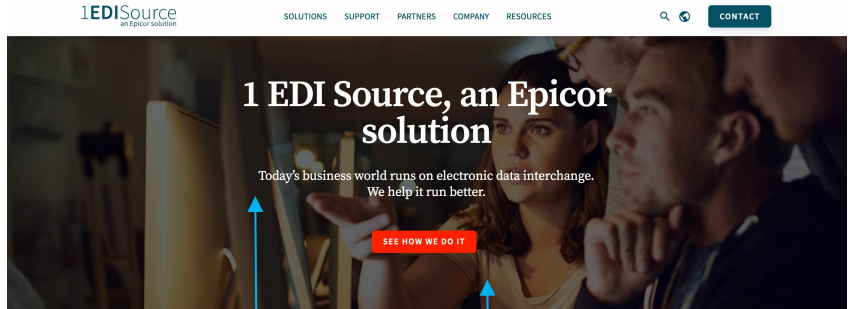 1EDISource
an Epicor solution
SOLUTIONS SUPPORT PARTNERS COMPANY RESOURCES
CONTACT
1 EDI Source, an Epicor
solution
Today's business world runs on electronic data interchange.
We help it run better.
SEE HOW WE DO IT